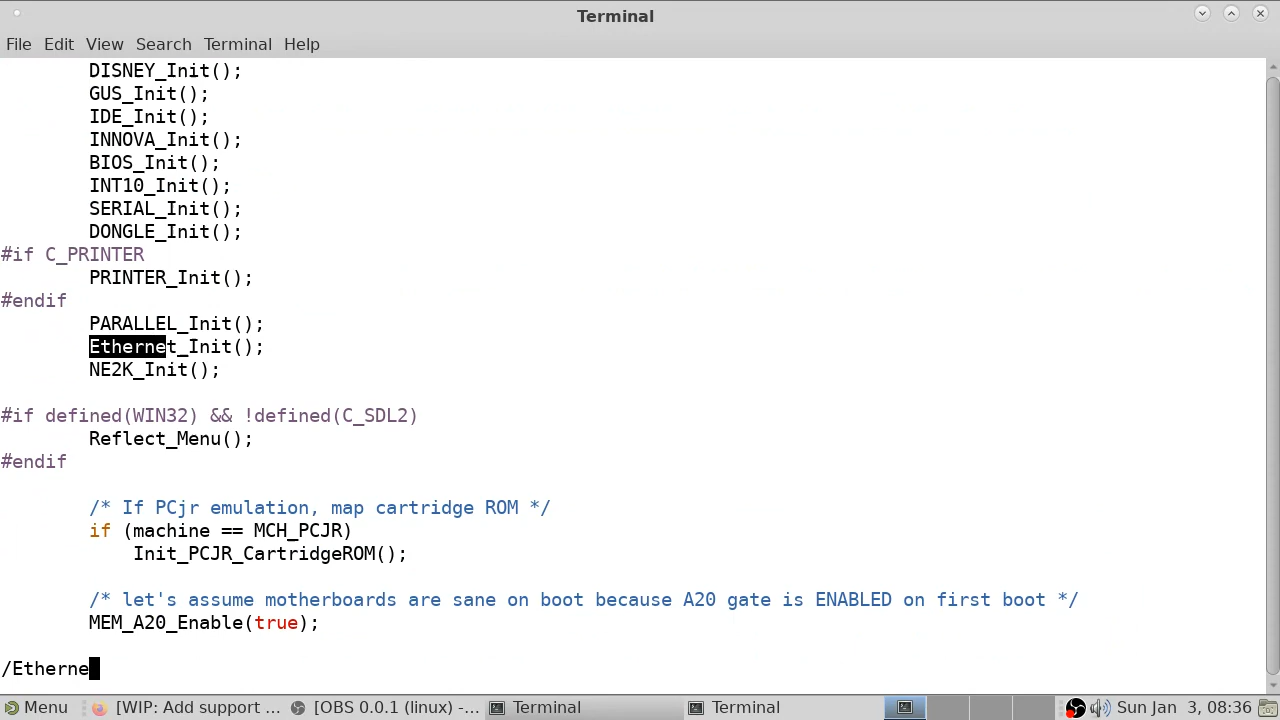 Terminal
File Edit View Search Terminal Help
DISNEY_Init();
GUS_Init();
IDE_Init();
INNOVA_Init();
BIOS_Init();
INT10_Init();
SERIAL_Init();
DONGLE_Init();
#if C_PRINTER
PRINTER_Init();
#endif
PARALLEL_Init();
Ethernet_Init();
NE2K_Init();
#if defined(WIN32) && !defined(C_SDL2)
Reflect_Menu();
#endif
/* If PCjr emulation, map cartridge ROM */
if (machine == MCH_PCJR)
Init_PCJR_CartridgeROM();
/* let's assume motherboards are sane on boot because A20 gate is ENABLED on first boot */
MEM_A20_Enable(true);
/Etherne
Menu [WIP: Add support ... [OBS 0.0.1 (linux) -... Terminal Terminal Sun Jan 3, 08:36